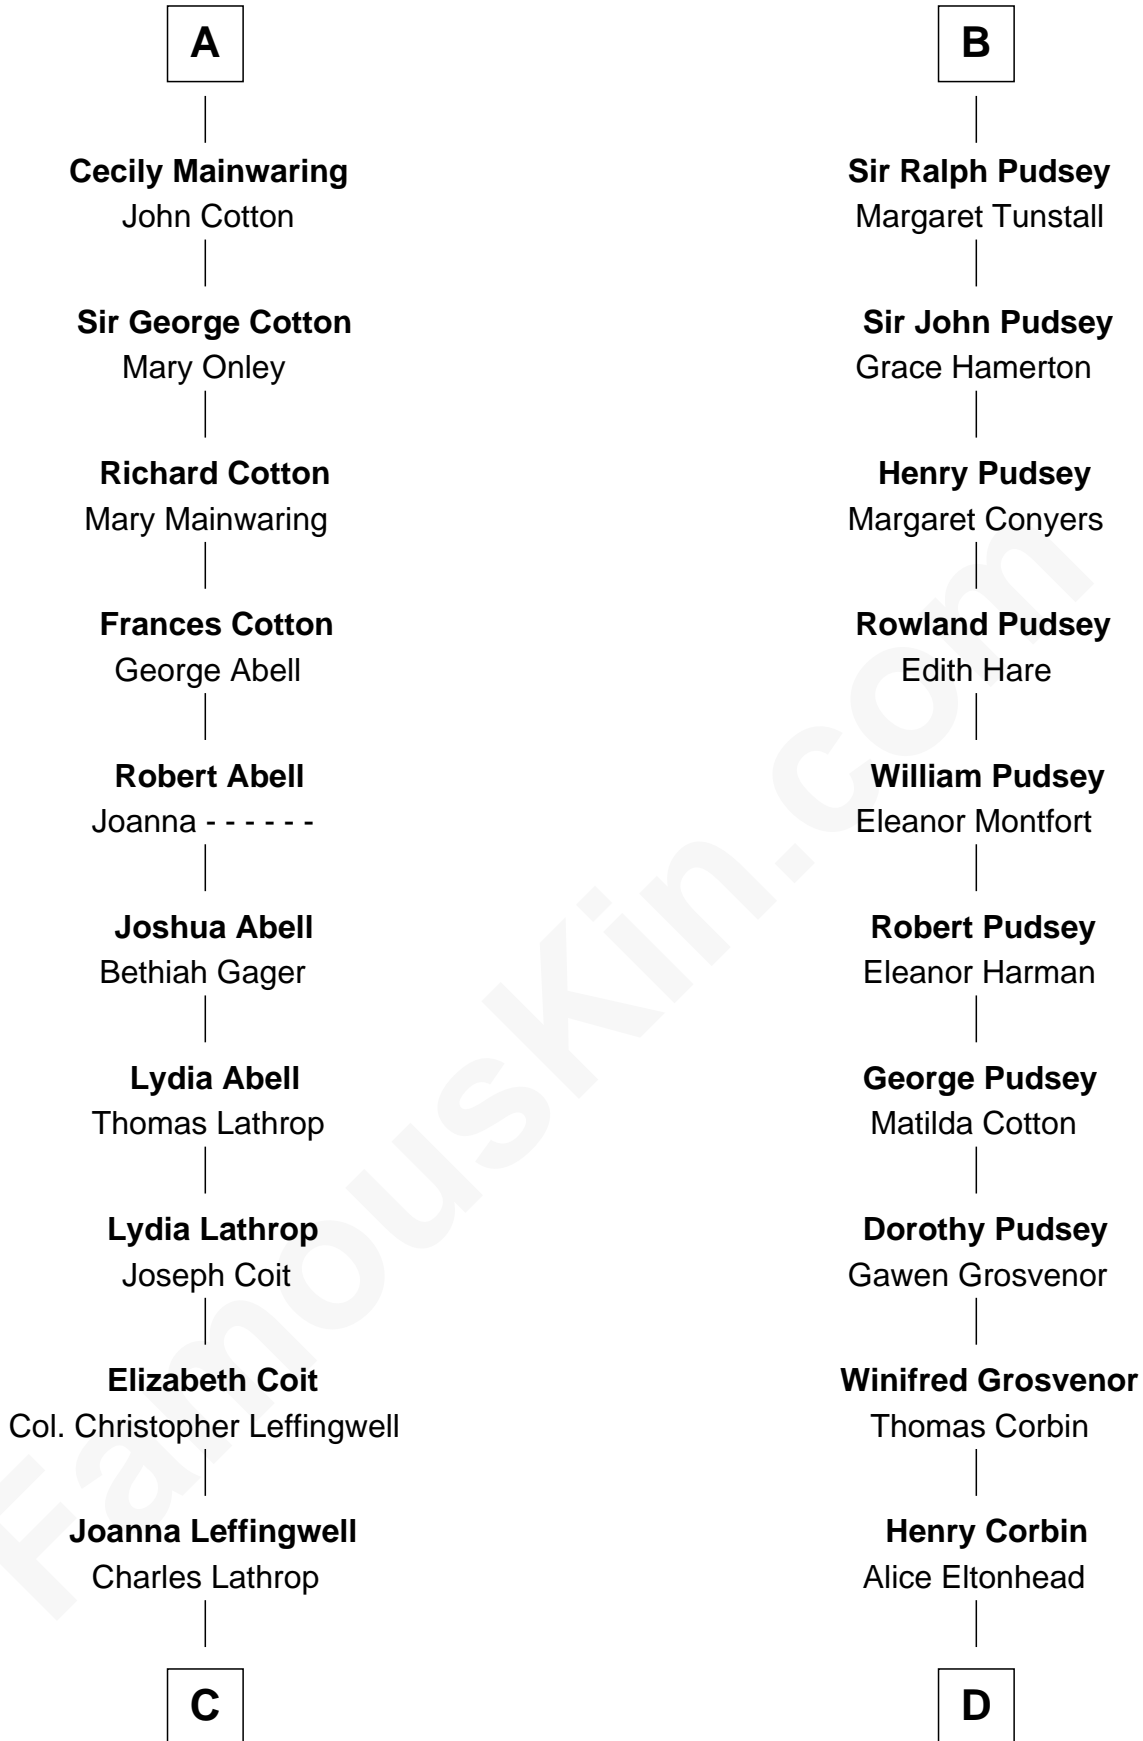 A
Cecily Mainwaring
John Cotton
Sir George Cotton
Mary Onley
Richard Cotton
Mary Mainwaring
Frances Cotton
George Abell
Robert Abell
Joanna - - - - - -
Joshua Abell
Bethiah Gager
Lydia Abell
Thomas Lathrop
Lydia Lathrop
Joseph Coit
Elizabeth Coit
Col. Christopher Leffingwell
Joanna Leffingwell
Charles Lathrop
C
B
Sir Ralph Pudsey
Margaret Tunstall
Sir John Pudsey
Grace Hamerton
Henry Pudsey
Margaret Conyers
Rowland Pudsey
Edith Hare
William Pudsey
Eleanor Montfort
Robert Pudsey
Eleanor Harman
George Pudsey
Matilda Cotton
Dorothy Pudsey
Gawen Grosvenor
Winifred Grosvenor
Thomas Corbin
Henry Corbin
Alice Eltonhead
D
FamousKin.com